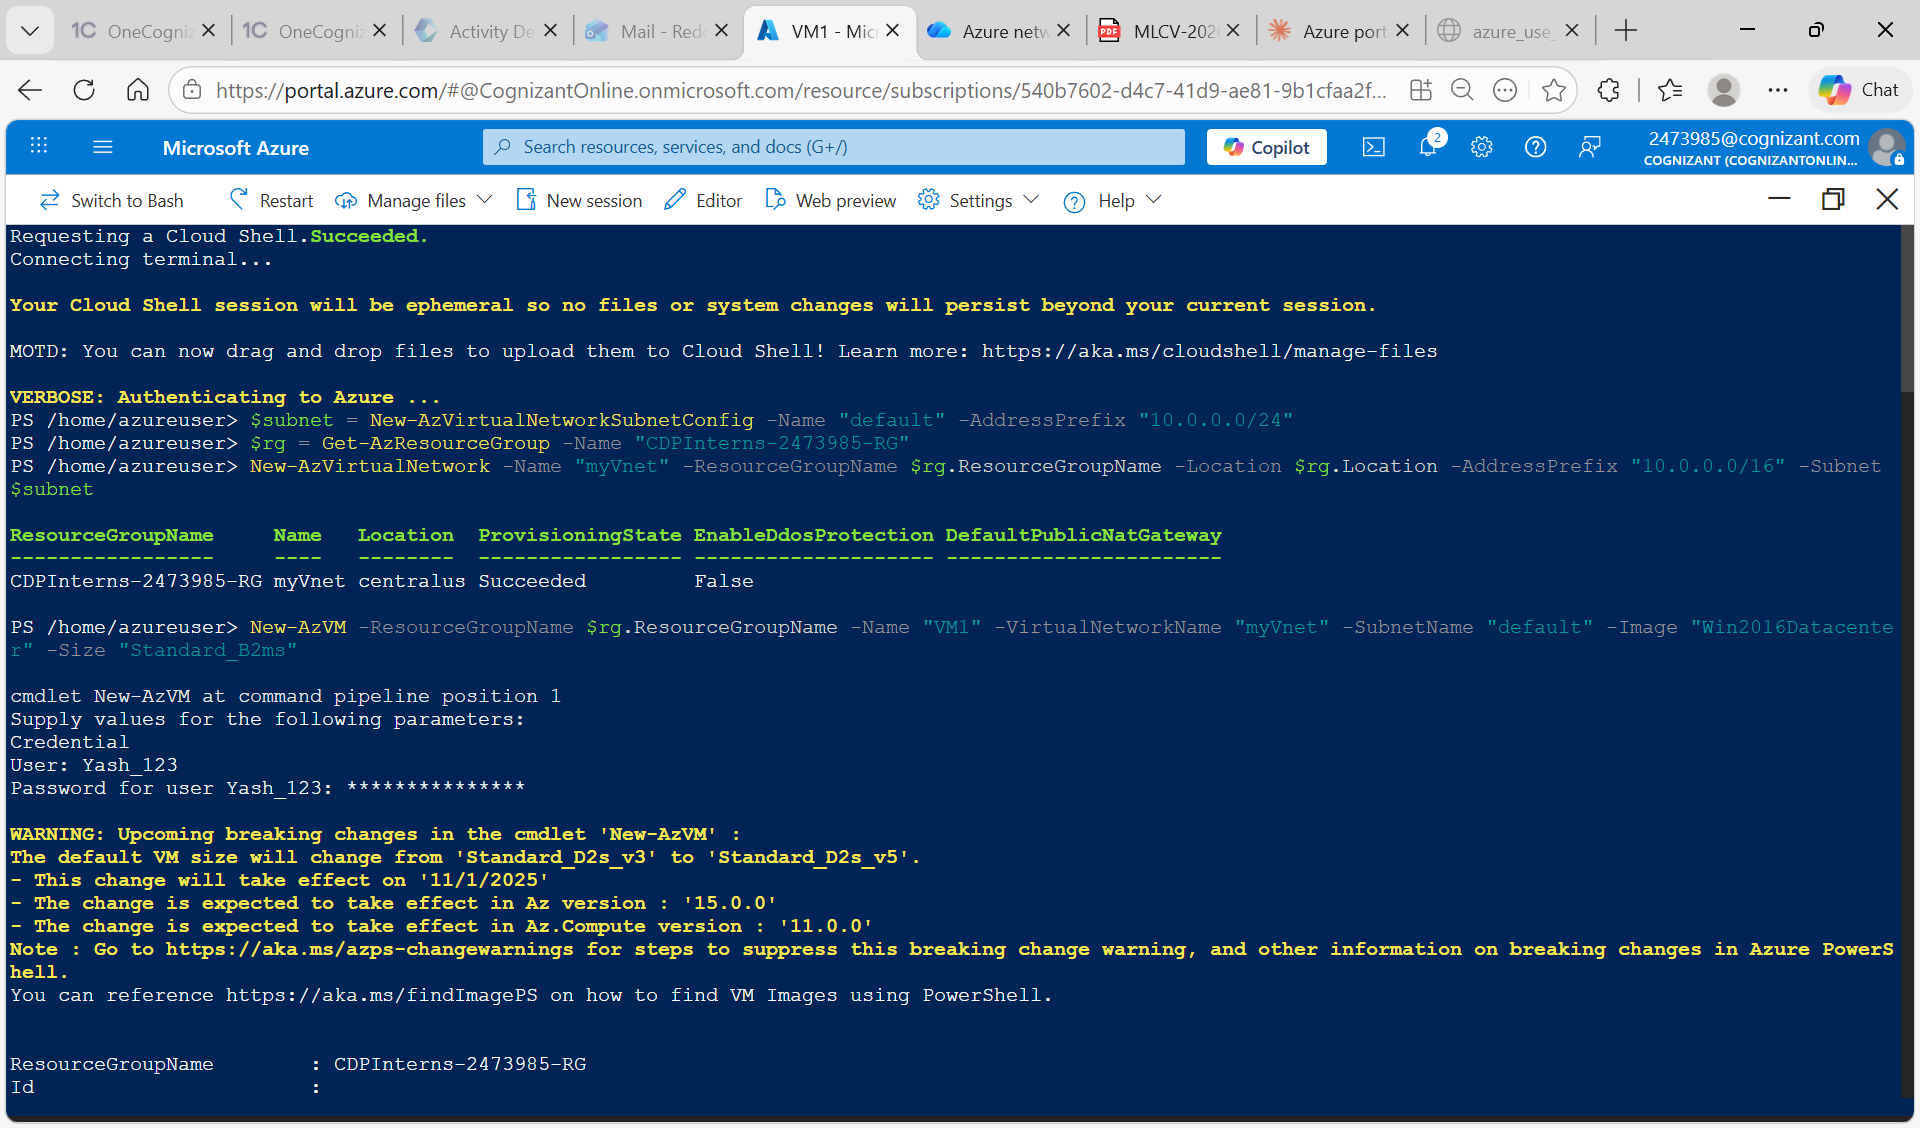 OneCogniz
OneCogniz
Activity De
Mail - Redd
VM1 - Mic
Azure netw
MLCV-202
Azure port
azure_use_
https://portal.azure.com/#@CognizantOnline.onmicrosoft.com/resource/subscriptions/540b7602-d4c7-41d9-ae81-9b1cfaa2f...
Chat
Microsoft Azure
Search resources, services, and docs (G+/)
Copilot
2
2473985@cognizant.com
COGNIZANT (COGNIZANTONLIN...
Switch to Bash
Restart
Manage files
New session
Editor
Web preview
Settings
Help
Requesting a Cloud Shell.Succeeded.
Connecting terminal...
Your Cloud Shell session will be ephemeral so no files or system changes will persist beyond your current session.
MOTD: You can now drag and drop files to upload them to Cloud Shell! Learn more: https://aka.ms/cloudshell/manage-files
VERBOSE: Authenticating to Azure ...
PS /home/azureuser> $subnet = New-AzVirtualNetworkSubnetConfig -Name "default" -AddressPrefix "10.0.0.0/24"
PS /home/azureuser> $rg = Get-AzResourceGroup -Name "CDPInterns-2473985-RG"
PS /home/azureuser> New-AzVirtualNetwork -Name "myVnet" -ResourceGroupName $rg.ResourceGroupName -Location $rg.Location -AddressPrefix "10.0.0.0/16" -Subnet
$subnet
ResourceGroupName     Name   Location  ProvisioningState EnableDdosProtection DefaultPublicNatGateway
-----------------     ----   --------  ----------------- -------------------- -----------------------
CDPInterns-2473985-RG myVnet centralus Succeeded         False
PS /home/azureuser> New-AzVM -ResourceGroupName $rg.ResourceGroupName -Name "VM1" -VirtualNetworkName "myVnet" -SubnetName "default" -Image "Win2016Datacente
r" -Size "Standard_B2ms"
cmdlet New-AzVM at command pipeline position 1
Supply values for the following parameters:
Credential
User: Yash_123
Password for user Yash_123: ***************
WARNING: Upcoming breaking changes in the cmdlet 'New-AzVM' :
The default VM size will change from 'Standard_D2s_v3' to 'Standard_D2s_v5'.
- This change will take effect on '11/1/2025'
- The change is expected to take effect in Az version : '15.0.0'
- The change is expected to take effect in Az.Compute version : '11.0.0'
Note : Go to https://aka.ms/azps-changewarnings for steps to suppress this breaking change warning, and other information on breaking changes in Azure PowerS
hell.
You can reference https://aka.ms/findImagePS on how to find VM Images using PowerShell.
ResourceGroupName        : CDPInterns-2473985-RG
Id                       :